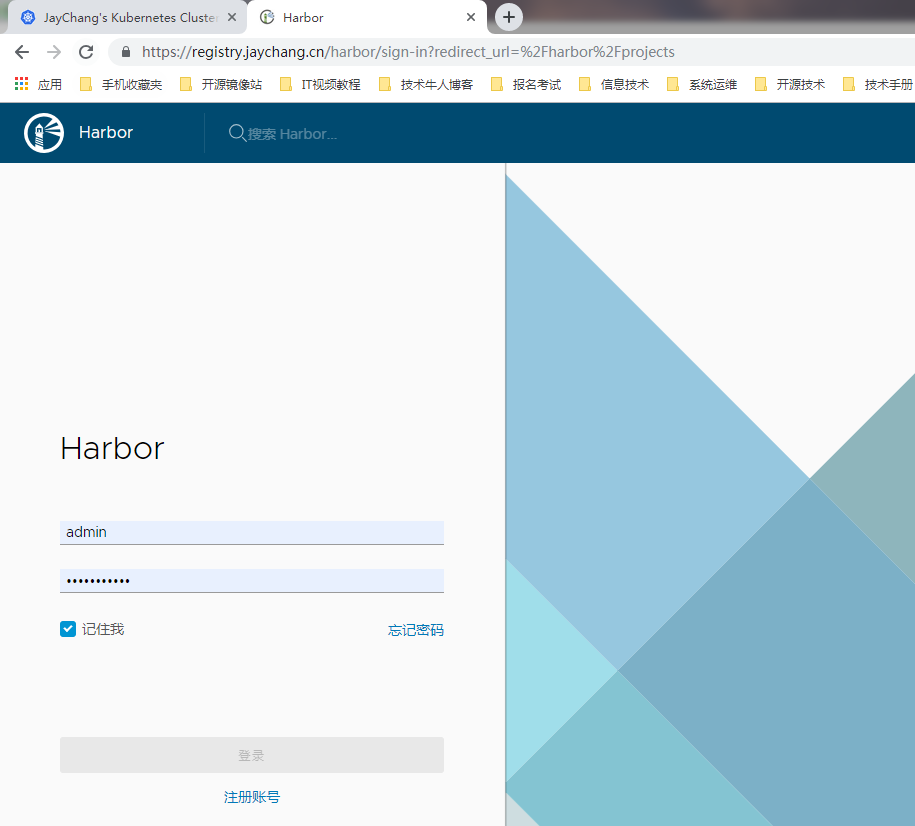 JayChang's Kubernetes Cluster
Harbor
https://registry.jaychang.cn/harbor/sign-in?redirect_url=%2Fharbor%2Fprojects
应用 手机收藏夹 开源镜像站 IT视频教程 技术牛人博客 报名考试 信息技术 系统运维 开源技术 技术手册
Harbor 搜索 Harbor...
Harbor
admin
•••••••••••
记住我 忘记密码
登录
注册账号